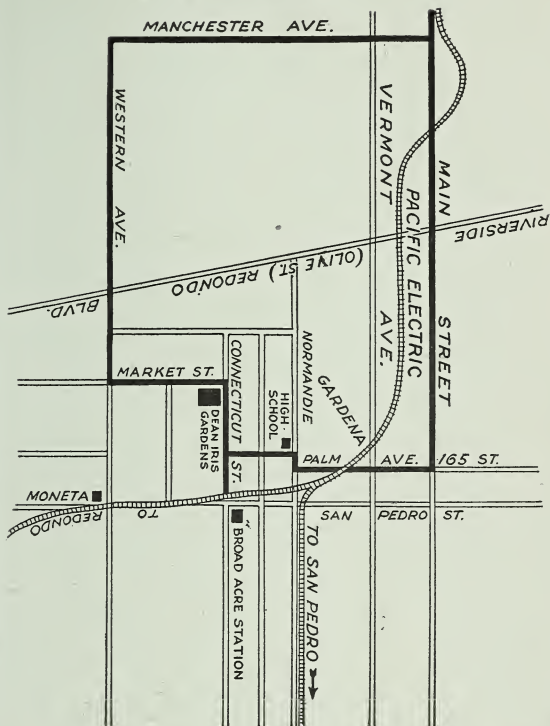 MANCHESTER AVE.
WESTERN AVE.
VERMONT AVE.
PACIFIC ELECTRIC
MAIN STREET
RIVERSIDE
REDONDO
(OLIVE ST.)
BLVD.
MARKET ST.
CONNECTICUT ST.
HIGH-
SCHOOL
NORMANDIE
GARDENA
DEAN IRIS
GARDENS
PALM AVE.
165 ST.
MONETA
TO
REDONDO
SAN PEDRO ST.
BROAD ACRE STATION
TO SAN PEDRO